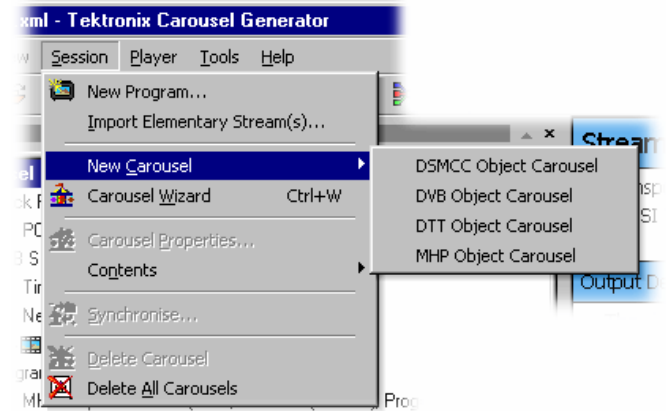 xml - Tektronix Carousel Generator
Session Player Tools Help
New Program...
Import Elementary Stream(s)...
New Carousel
Carousel Wizard Ctrl+W
Carousel Properties...
Contents
Synchronise...
Delete Carousel
Delete All Carousels
DSMCC Object Carousel
DVB Object Carousel
DTT Object Carousel
MHP Object Carousel
Stream
SI
Output D